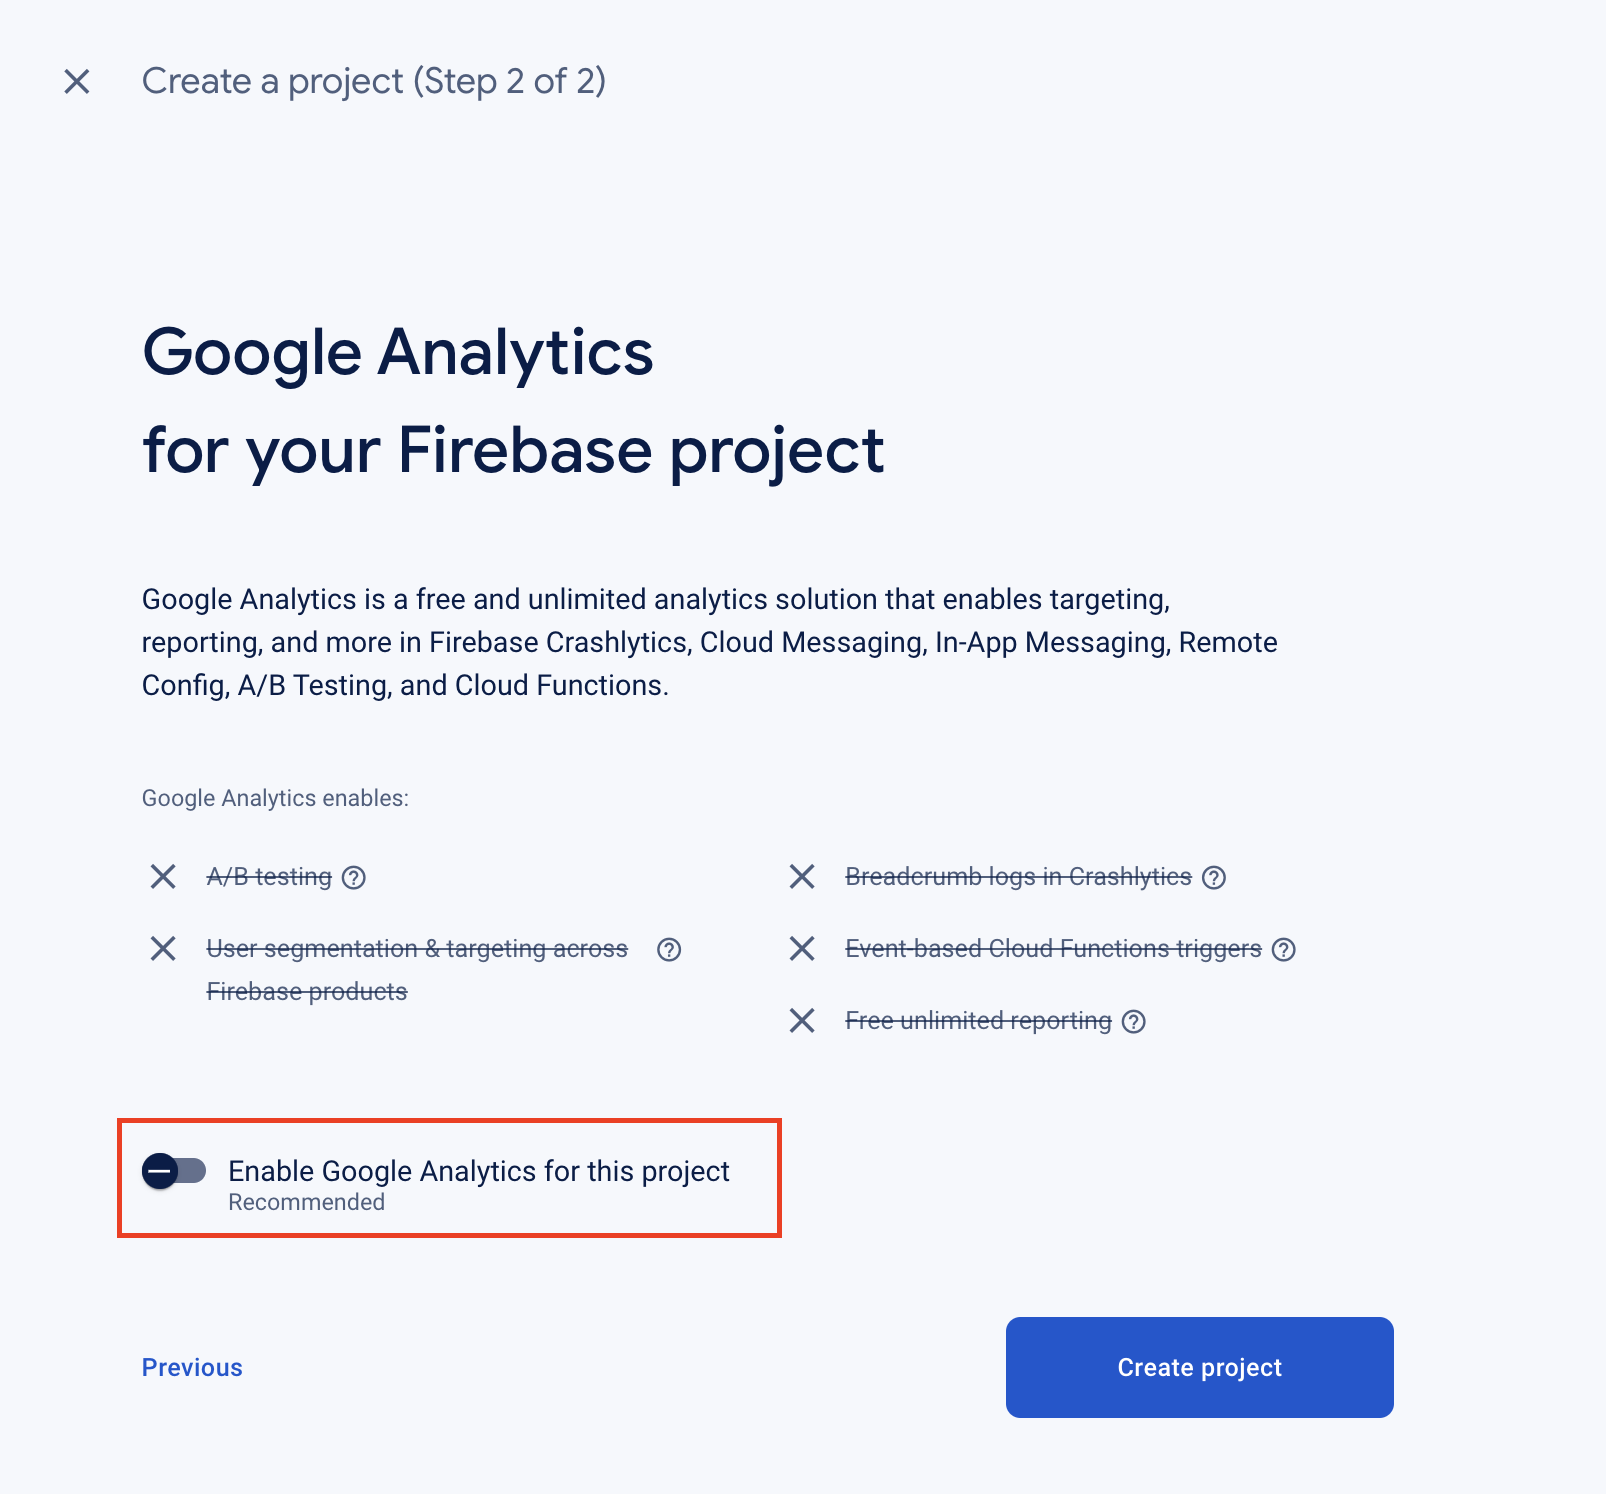 Create a project (Step 2 of 2)
Google Analytics
for your Firebase project
Google Analytics is a free and unlimited analytics solution that enables targeting,
reporting, and more in Firebase Crashlytics, Cloud Messaging, In-App Messaging, Remote
Config, A/B Testing, and Cloud Functions.
Google Analytics enables:
A/B testing
User segmentation & targeting across
Firebase products
Breadcrumb logs in Crashlytics
Event-based Cloud Functions triggers
Free unlimited reporting
Enable Google Analytics for this project
Recommended
Previous
Create project